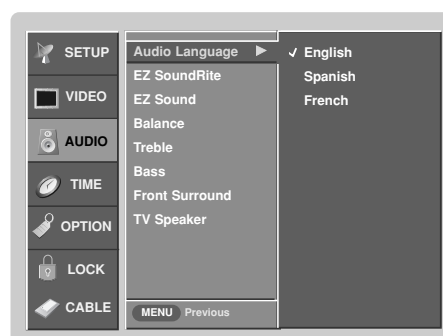 SETUP
VIDEO
AUDIO
TIME
OPTION
LOCK
CABLE
Audio Language ▶
EZ SoundRite
EZ Sound
Balance
Treble
Bass
Front Surround
TV Speaker
MENU Previous
✓ English
Spanish
French